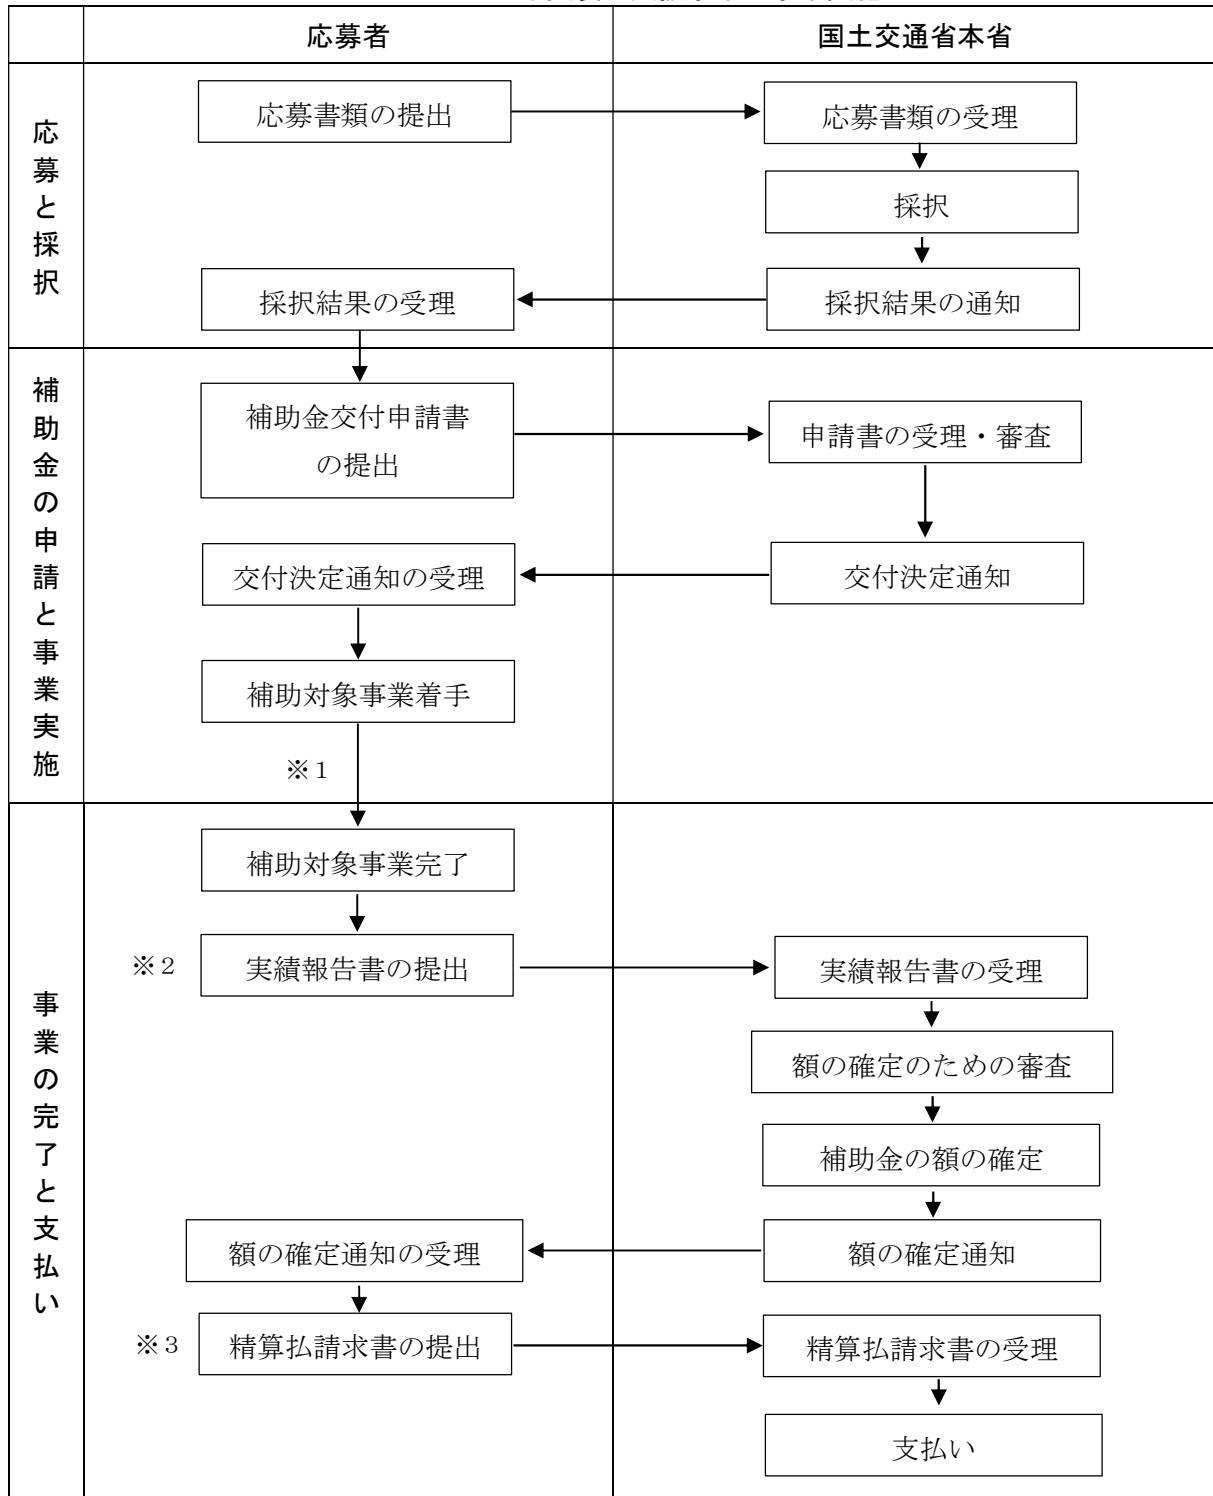 応募者
国土交通省本省
応募と採択
応募書類の提出
応募書類の受理
採択
採択結果の受理
採択結果の通知
補助金の申請と事業実施
補助金交付申請書
の提出
申請書の受理・審査
交付決定通知の受理
交付決定通知
補助対象事業着手
※1
事業の完了と支払い
補助対象事業完了
※2
実績報告書の提出
実績報告書の受理
額の確定のための審査
補助金の額の確定
額の確定通知の受理
額の確定通知
※3
精算払請求書の提出
精算払請求書の受理
支払い